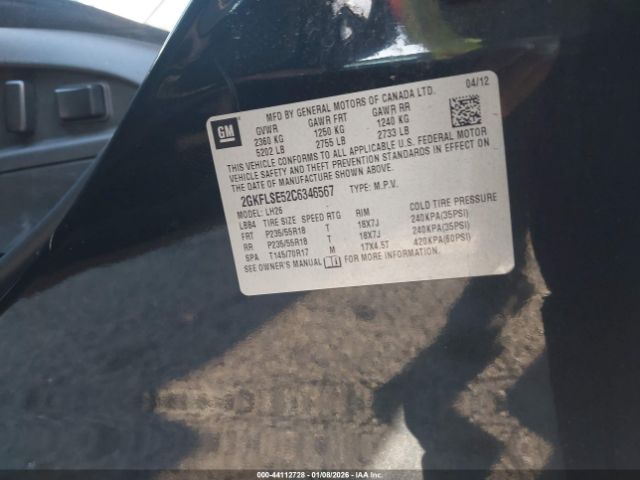 GM
MFD BY GENERAL MOTORS OF CANADA LTD. 04/12
GVWR GAWR FRT GAWR RR
2360 KG 1250 KG 1240 KG
5202 LB 2755 LB 2733 LB
THIS VEHICLE CONFORMS TO ALL APPLICABLE U.S. FEDERAL MOTOR
VEHICLE SAFETY AND THEFT PREVENTION STANDARDS IN EFFECT ON
THE DATE OF MANUFACTURE SHOWN ABOVE.
2GKFLSE52C6346567 TYPE: M.P.V.
MODEL: LH26
LBB4 TIRE SIZE SPEED RTG RIM COLD TIRE PRESSURE
FRT P235/55R18 T 18X7J 240KPA(35PSI)
RR P235/55R18 T 18X7J 240KPA(35PSI)
SPA T145/70R17 M 17X4.5T 420KPA(60PSI)
SEE OWNER'S MANUAL FOR MORE INFORMATION.
000-44112728 - 01/08/2026 - IAAI.com